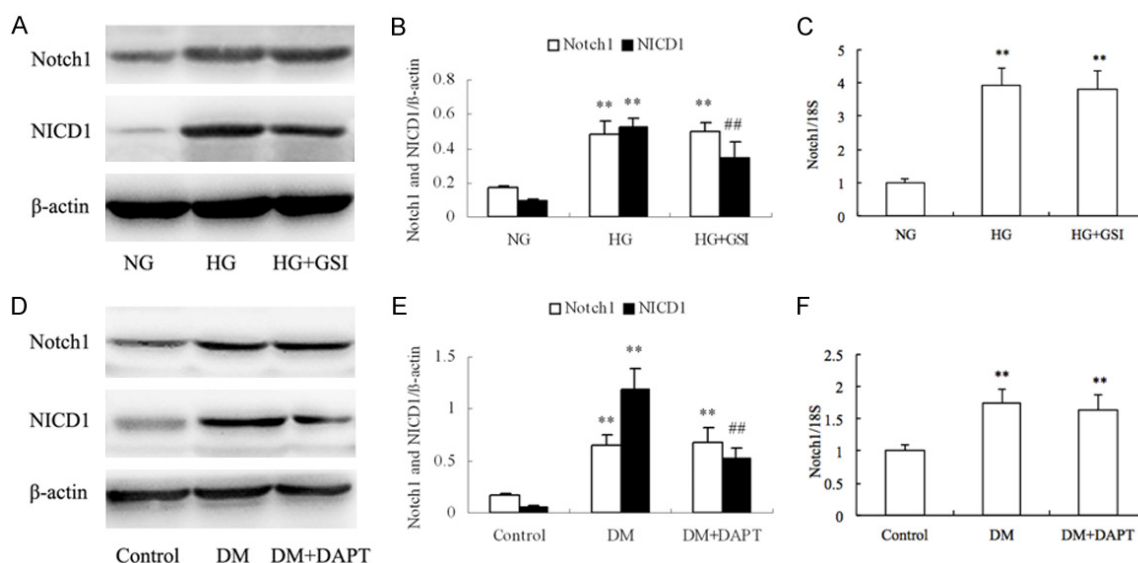 A
Notch1
NICD1
β-actin
NG HG HG+GSI
B
Notch1 NICD1
Notch1 and NICD1/ß-actin
0.8
0.6
0.4
0.2
0
** ** ** ##
NG HG HG+GSI
C
Notch1/18S
5
4
3
2
1
0
** **
NG HG HG+GSI
D
Notch1
NICD1
β-actin
Control DM DM+DAPT
E
Notch1 NICD1
Notch1 and NICD1/ß-actin
1.5
1
0.5
0
** ** ** ##
Control DM DM+DAPT
F
Notch1/18S
2.5
2
1.5
1
0.5
0
** **
Control DM DM+DAPT